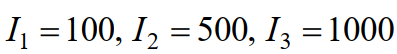 I₁ = 100, I₂ = 500, I₃ = 1000